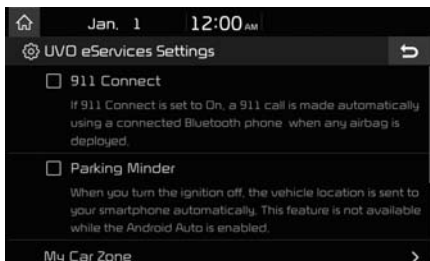 Jan. 1 12:00 AM
UVO eServices Settings
911 Connect
If 911 Connect is set to On, a 911 call is made automatically
using a connected Bluetooth phone when any airbag is
deployed.
Parking Minder
When you turn the ignition off, the vehicle location is sent to
your smartphone automatically. This feature is not available
while the Android Auto is enabled.
My Car Zone